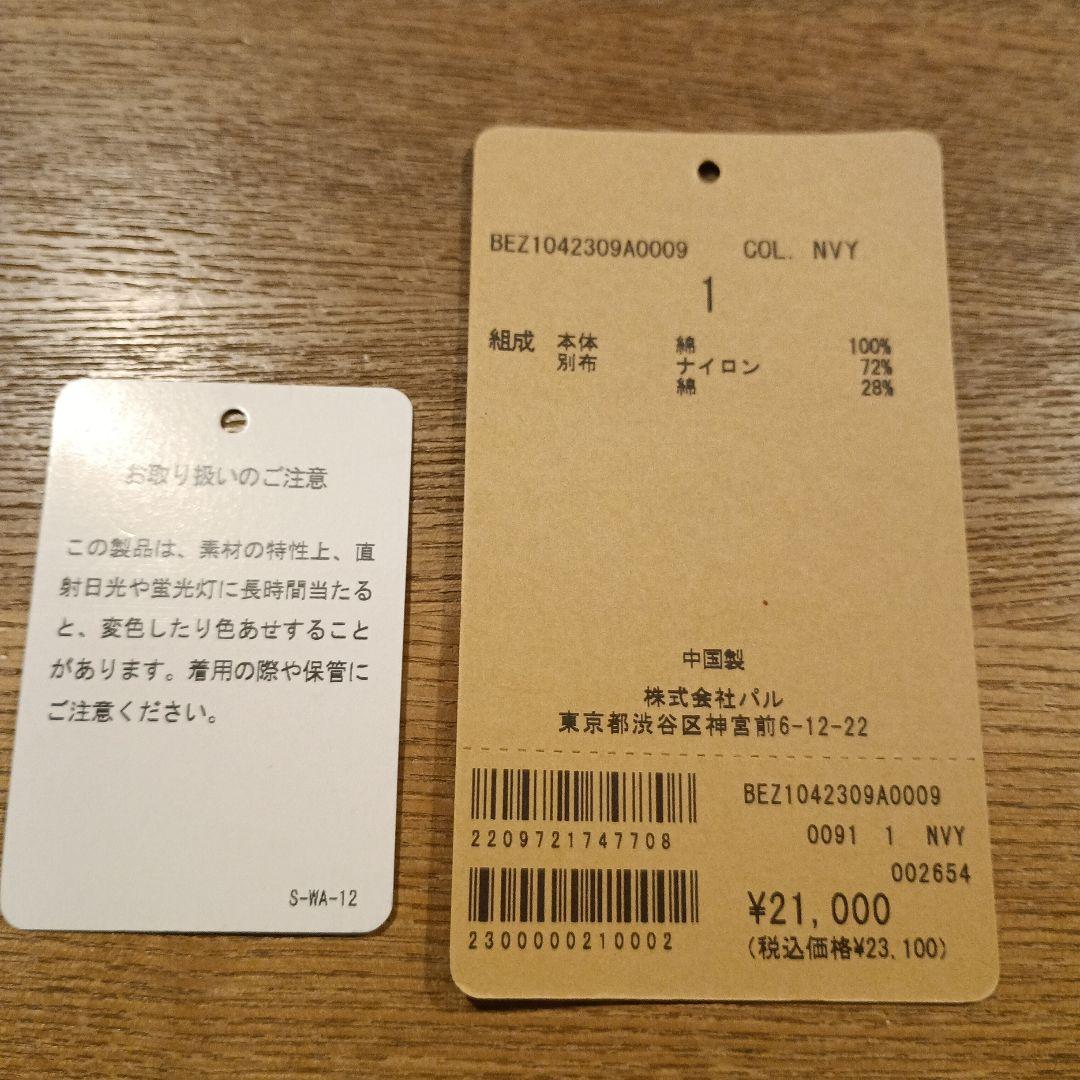 お取り扱いのご注意
この製品は、素材の特性上、直
射日光や蛍光灯に長時間当たる
と、変色したり色あせすること
があります。着用の際や保管に
ご注意ください。
S-WA-12
BEZ1042309A0009 COL. NVY
1
組成 本体 綿 100%
別布 ナイロン 72%
綿 28%
中国製
株式会社パル
東京都渋谷区神宮前6-12-22
2209721747708
2300000210002
BEZ1042309A0009
0091 1 NVY
002654
¥21,000
(税込価格¥23,100)